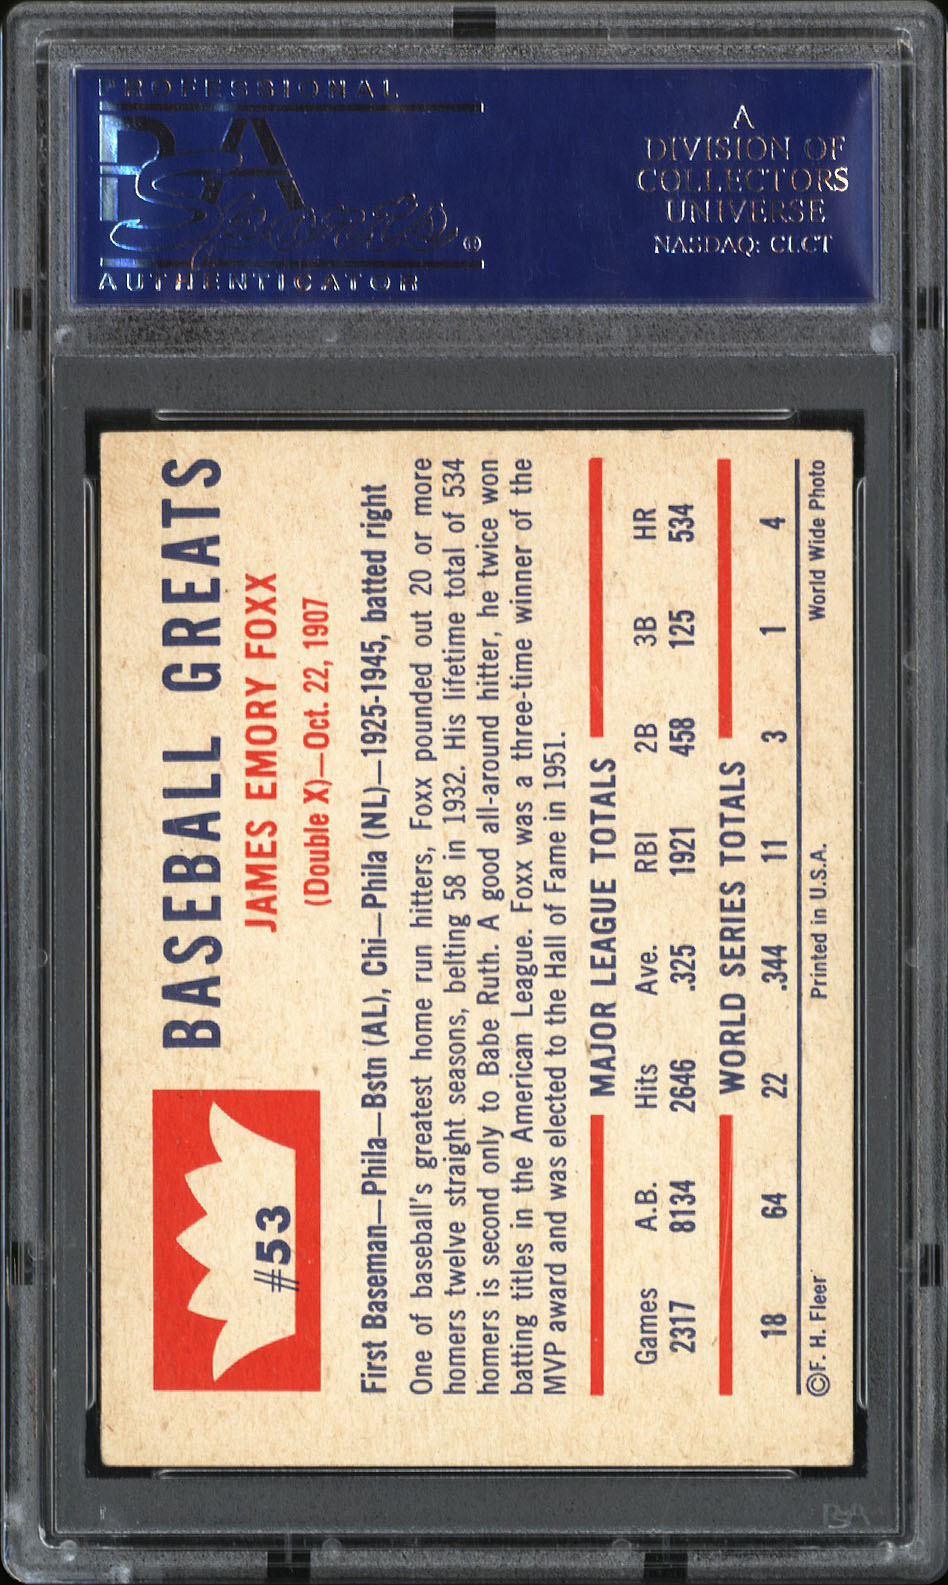 PROFESSIONAL
PSA
Sports
®
AUTHENTICATOR
A
DIVISION OF
COLLECTORS
UNIVERSE
NASDAQ: CLCT
#53
BASEBALL GREATS
JAMES EMORY FOXX
(Double X)—Oct. 22, 1907
First Baseman—Phila—Bstn (AL), Chi—Phila (NL)—1925-1945, batted right
One of baseball's greatest home run hitters, Foxx pounded out 20 or more
homers twelve straight seasons, belting 58 in 1932. His lifetime total of 534
homers is second only to Babe Ruth. A good all-around hitter, he twice won
batting titles in the American League. Foxx was a three-time winner of the
MVP award and was elected to the Hall of Fame in 1951.
MAJOR LEAGUE TOTALS
Games A.B. Hits Ave. RBI 2B 3B HR
2317 8134 2646 .325 1921 458 125 534
WORLD SERIES TOTALS
18 64 22 .344 11 3 1 4
©F. H. Fleer Printed in U.S.A. World Wide Photo
PSA